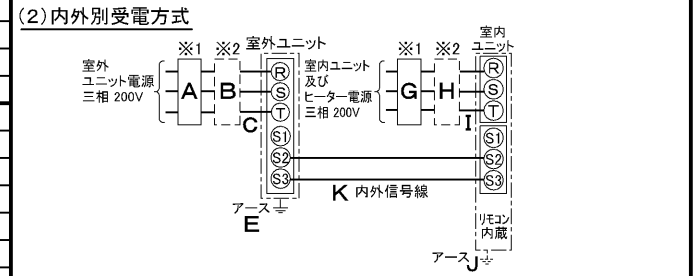 (2)内外別受電方式
※1 ※2 室外ユニット
室外
ユニット電源
三相 200V
A
B
C
R
S
T
S1
S2
S3
アース
E
※1 ※2
室内
ユニット
室内ユニット
及び
ヒーター電源
三相 200V
G
H
I
R
S
T
S1
S2
S3
K 内外信号線
リモコン
内蔵
アース J